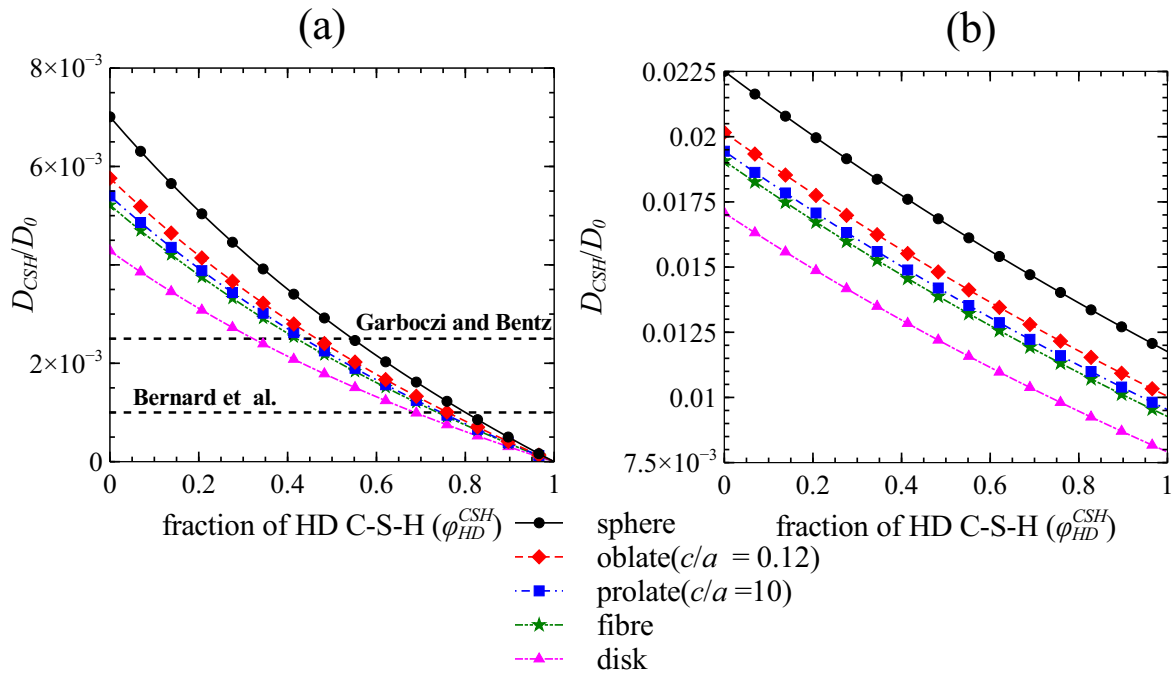 (a)
8×10⁻³
6×10⁻³
2×10⁻³
0
D_CSH/D_0
Garboczi and Bentz
Bernard et al.
0 0.2 0.4 0.6 0.8 1
fraction of HD C-S-H (φ_HD^CSH)
(b)
0.0225
0.02
0.0175
0.015
0.0125
0.01
7.5×10⁻³
D_CSH/D_0
0 0.2 0.4 0.6 0.8 1
fraction of HD C-S-H (φ_HD^CSH)
sphere
oblate(c/a = 0.12)
prolate(c/a =10)
fibre
disk